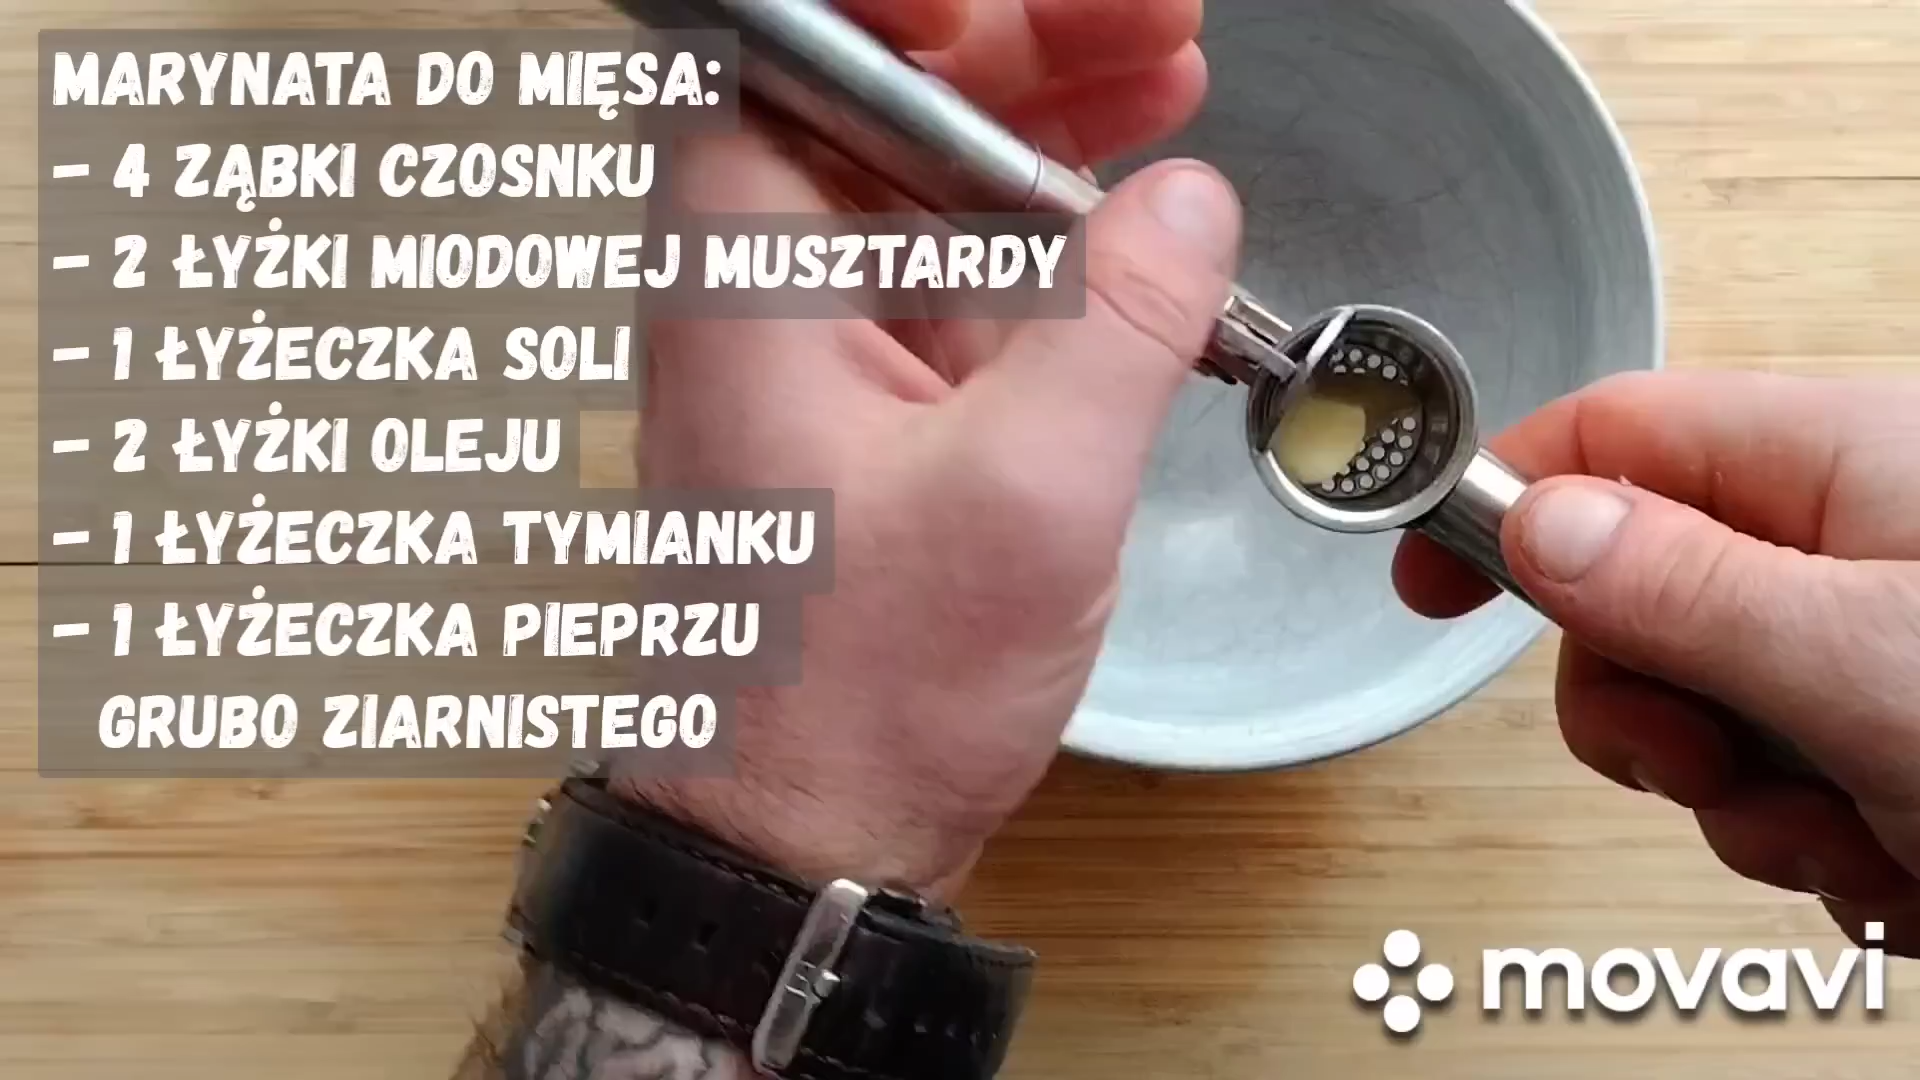 MARYNATA DO MIĘSA:
- 4 ZĄBKI CZOSNKU
- 2 ŁYŻKI MIODOWEJ MUSZTARDY
- 1 ŁYŻECZKA SOLI
- 2 ŁYŻKI OLEJU
- 1 ŁYŻECZKA TYMIANKU
- 1 ŁYŻECZKA PIEPRZU
GRUBO ZIARNISTEGO
movavi